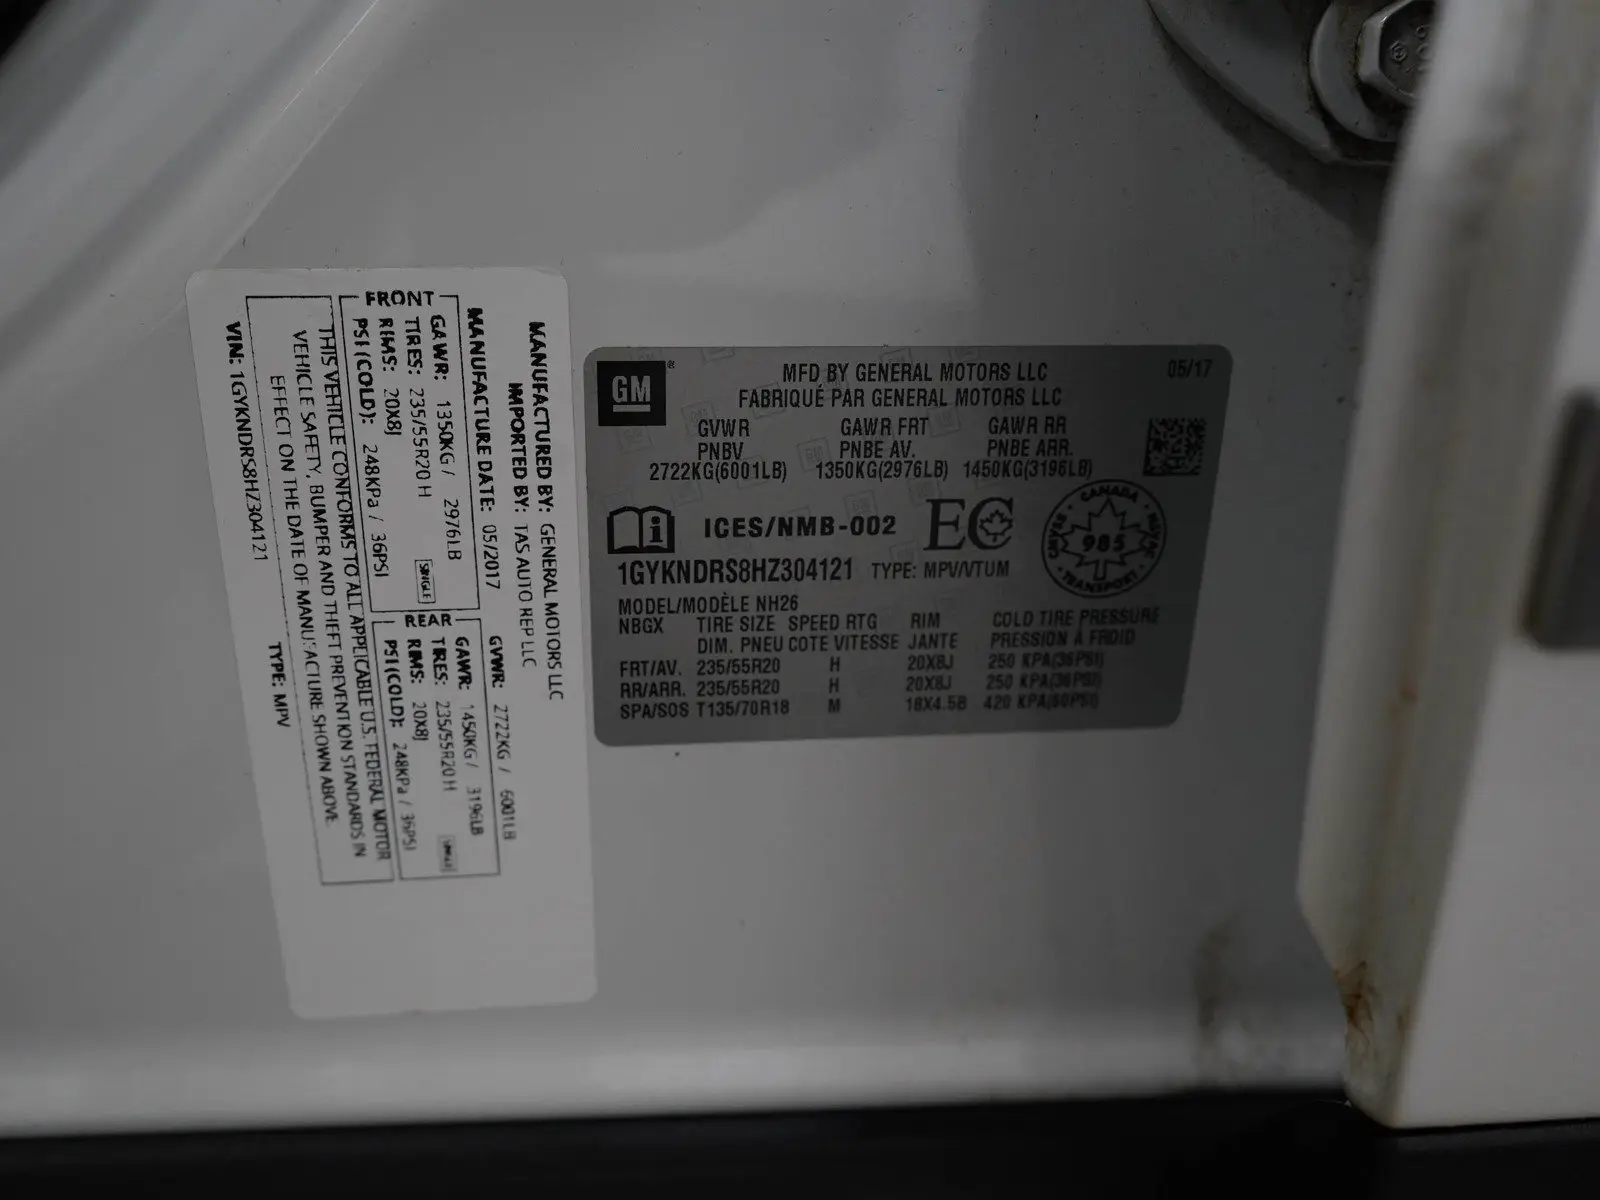 MANUFACTURED BY: GENERAL MOTORS LLC
IMPORTED BY: TAS AUTO REP LLC
MANUFACTURE DATE: 05/2017 GVWR: 2722KG / 6001LB
FRONT
GAWR: 1350KG / 2976LB
TIRES: 235/55R20 H SINGLE
RIMS: 20X8J
PSI (COLD): 248KPa / 36PSI
REAR
GAWR: 1450KG / 3196LB
TIRES: 235/55R20 H
RIMS: 20X8J
PSI (COLD): 248KPa / 36PSI
THIS VEHICLE CONFORMS TO ALL APPLICABLE U.S. FEDERAL MOTOR
VEHICLE SAFETY, BUMPER AND THEFT PREVENTION STANDARDS IN
EFFECT ON THE DATE OF MANUFACTURE SHOWN ABOVE.
VIN: 1GYKNDRS8HZ304121 TYPE: MPV
GM ®
MFD BY GENERAL MOTORS LLC 05/17
FABRIQUÉ PAR GENERAL MOTORS LLC
GVWR GAWR FRT GAWR RR
PNBV PNBE AV. PNBE ARR.
2722KG(6001LB) 1350KG(2976LB) 1450KG(3196LB)
i ICES/NMB-002 EC
CANADA
985
TRANSPORT
1GYKNDRS8HZ304121 TYPE: MPV/VTUM
MODEL/MODÈLE NH26
NBGX TIRE SIZE SPEED RTG RIM COLD TIRE PRESSURE
DIM. PNEU COTE VITESSE JANTE PRESSION À FROID
FRT/AV. 235/55R20 H 20X8J 250 KPA(36PSI)
RR/ARR. 235/55R20 H 20X8J 250 KPA(36PSI)
SPA/SOS T135/70R18 M 18X4.5B 420 KPA(60PSI)